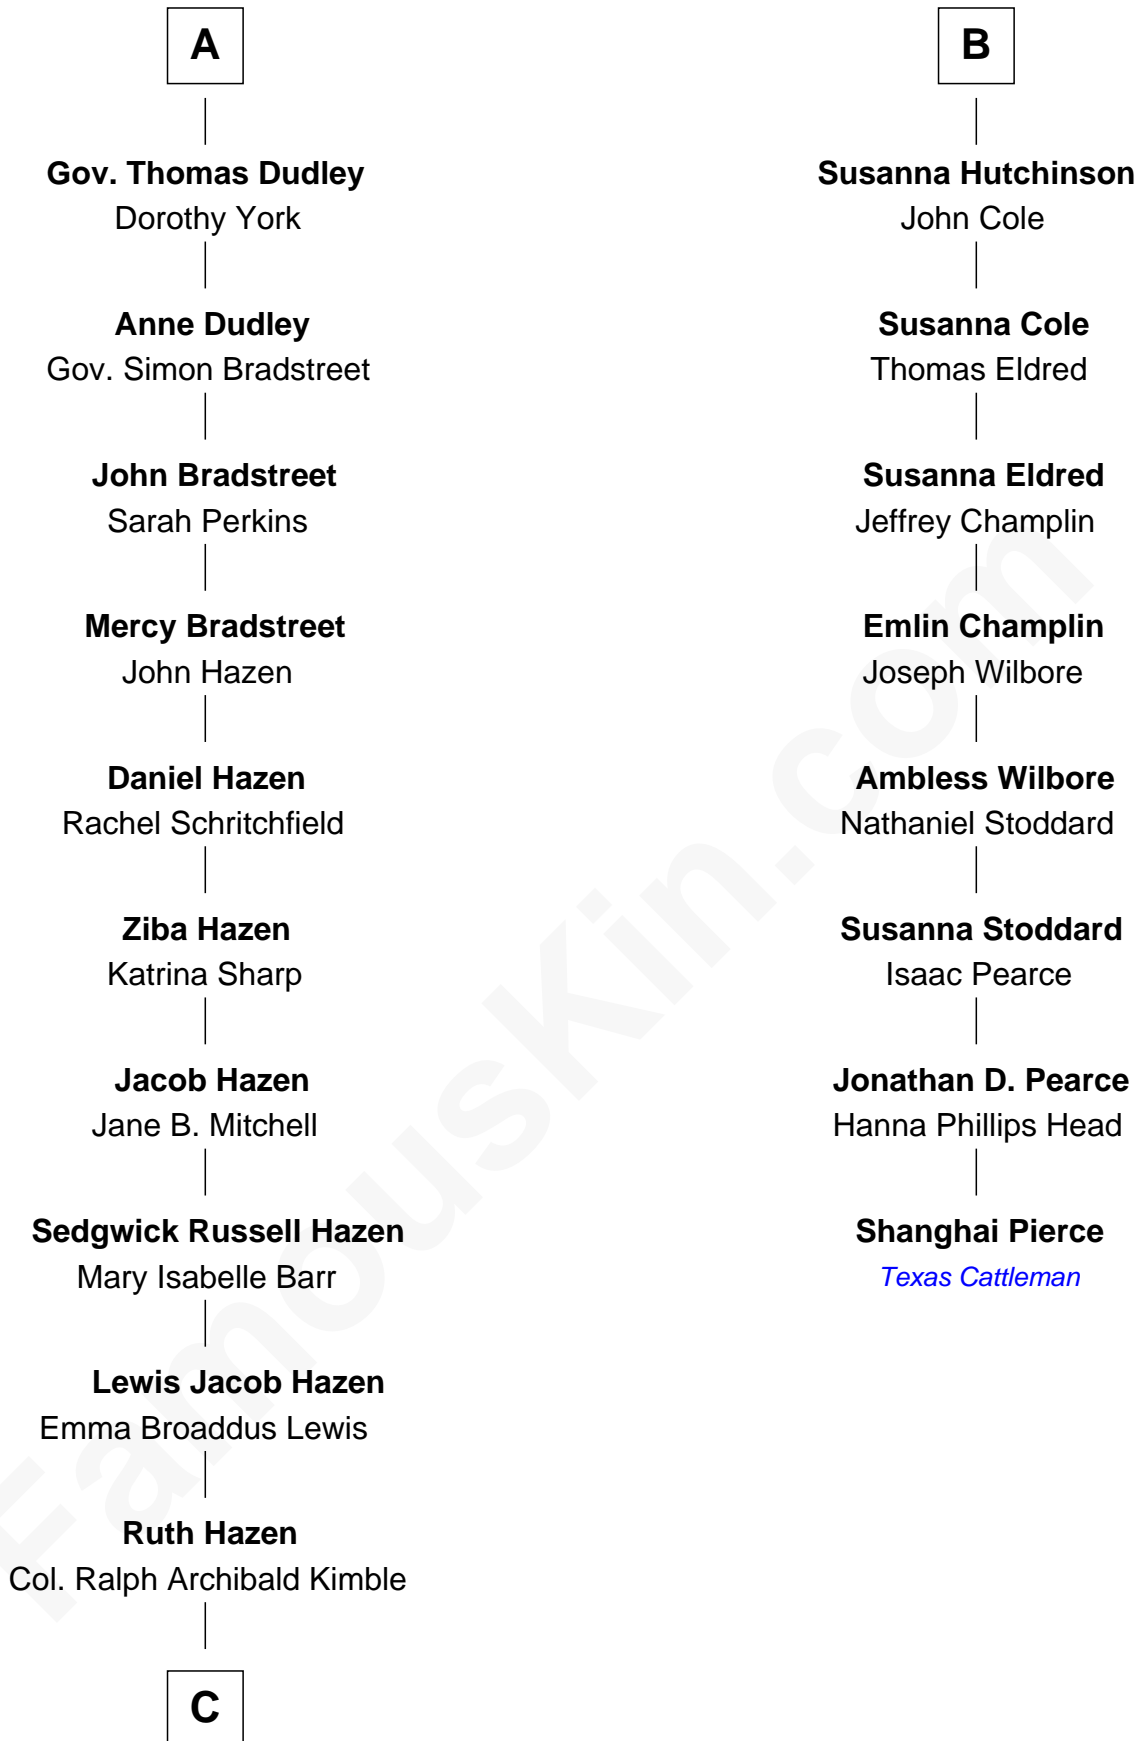 A
Gov. Thomas Dudley
Dorothy York
Anne Dudley
Gov. Simon Bradstreet
John Bradstreet
Sarah Perkins
Mercy Bradstreet
John Hazen
Daniel Hazen
Rachel Schritchfield
Ziba Hazen
Katrina Sharp
Jacob Hazen
Jane B. Mitchell
Sedgwick Russell Hazen
Mary Isabelle Barr
Lewis Jacob Hazen
Emma Broaddus Lewis
Ruth Hazen
Col. Ralph Archibald Kimble
C
B
Susanna Hutchinson
John Cole
Susanna Cole
Thomas Eldred
Susanna Eldred
Jeffrey Champlin
Emlin Champlin
Joseph Wilbore
Ambless Wilbore
Nathaniel Stoddard
Susanna Stoddard
Isaac Pearce
Jonathan D. Pearce
Hanna Phillips Head
Shanghai Pierce
Texas Cattleman
FamousKin.com